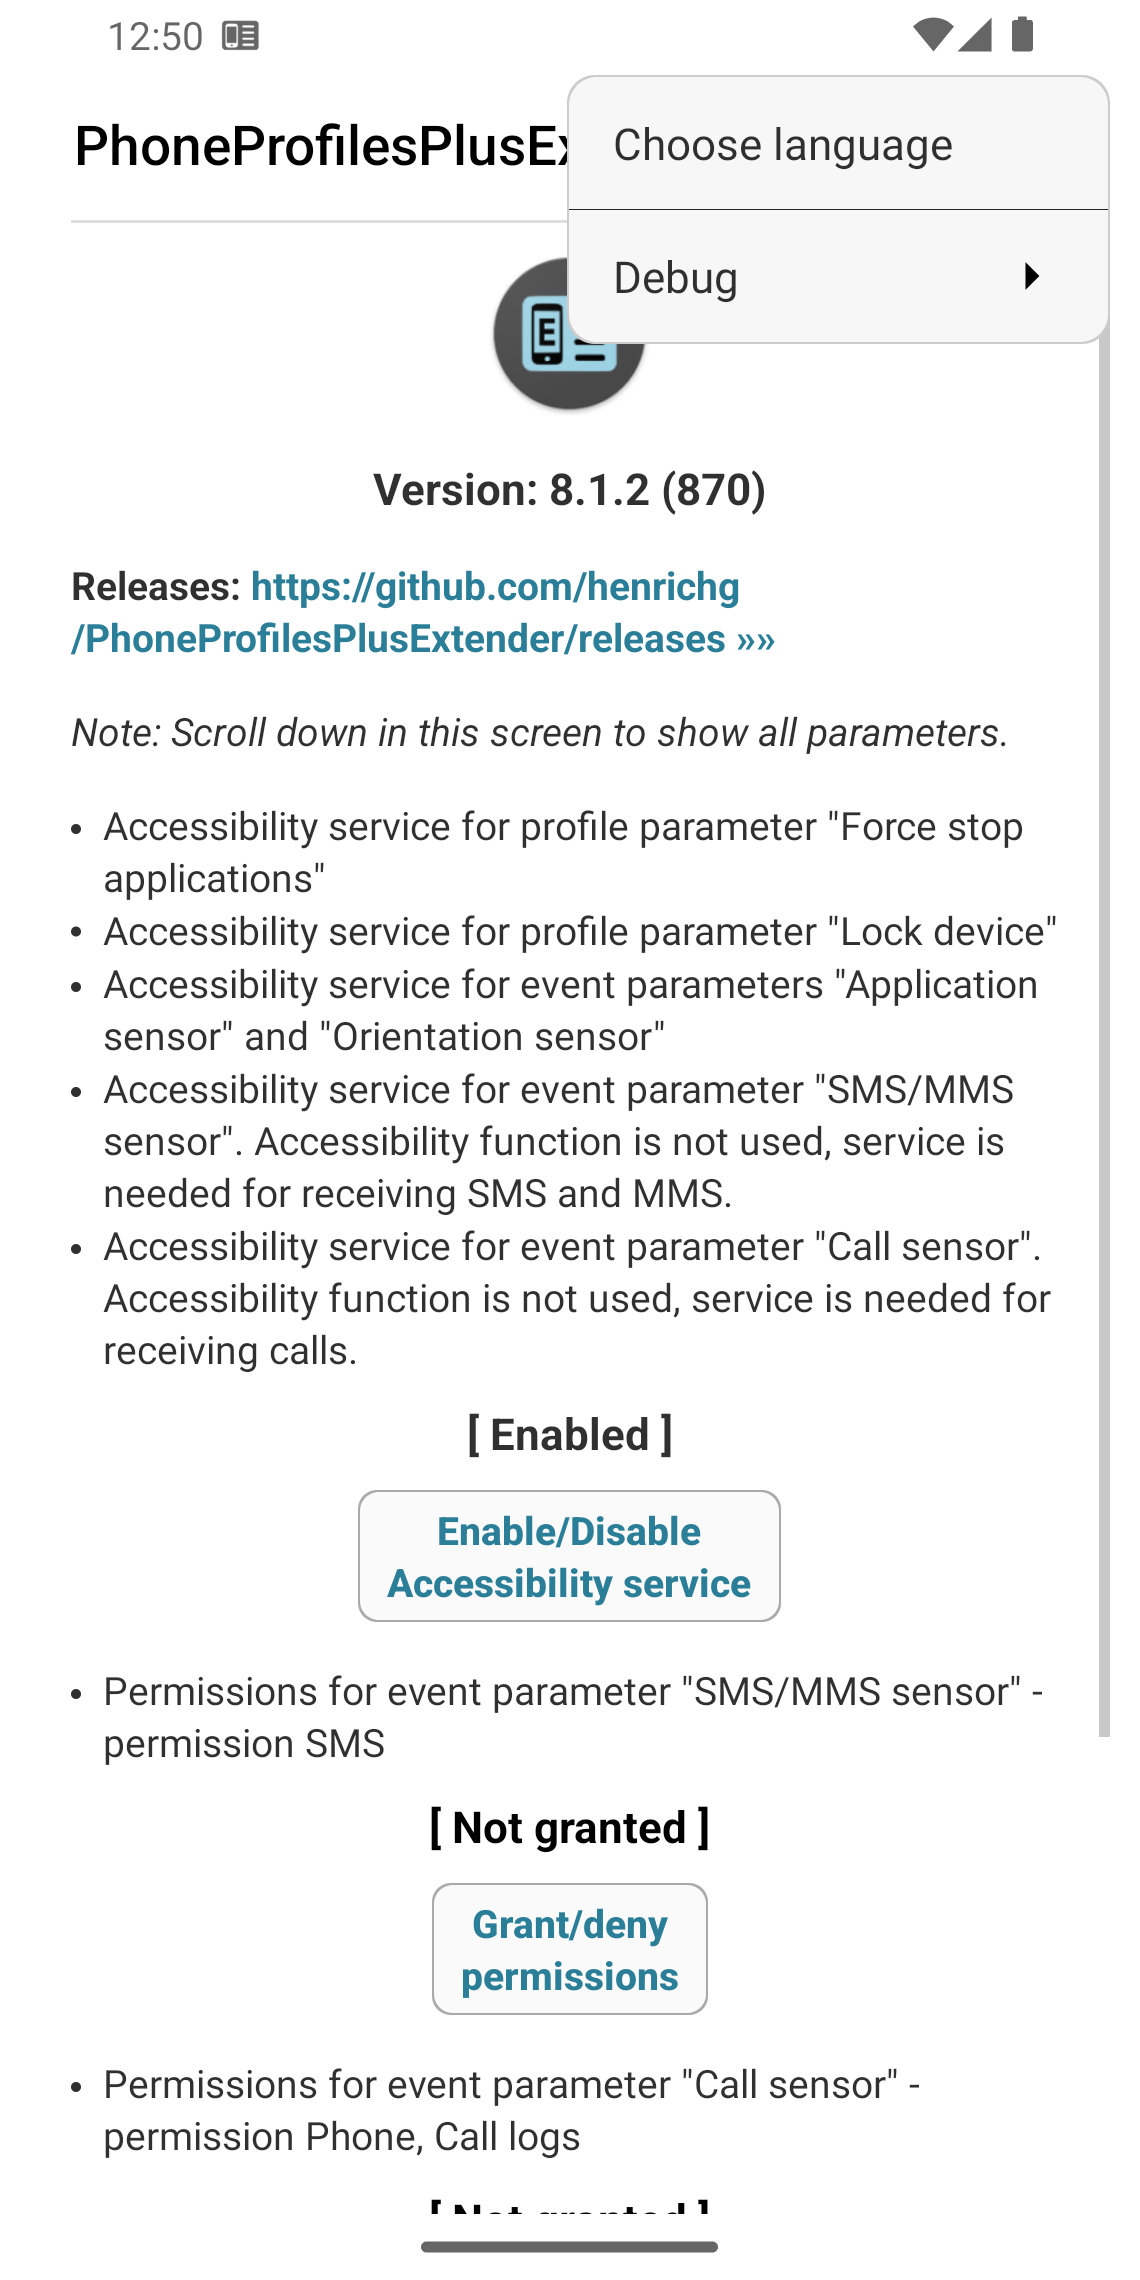 12:50
PhoneProfilesPlusEx
Choose language
Debug
E
Version: 8.1.2 (870)
Releases: https://github.com/henrichg
/PhoneProfilesPlusExtender/releases »»
Note: Scroll down in this screen to show all parameters.
• Accessibility service for profile parameter "Force stop
applications"
• Accessibility service for profile parameter "Lock device"
• Accessibility service for event parameters "Application
sensor" and "Orientation sensor"
• Accessibility service for event parameter "SMS/MMS
sensor". Accessibility function is not used, service is
needed for receiving SMS and MMS.
• Accessibility service for event parameter "Call sensor".
Accessibility function is not used, service is needed for
receiving calls.
[ Enabled ]
Enable/Disable
Accessibility service
• Permissions for event parameter "SMS/MMS sensor" -
permission SMS
[ Not granted ]
Grant/deny
permissions
• Permissions for event parameter "Call sensor" -
permission Phone, Call logs
[ Not granted ]